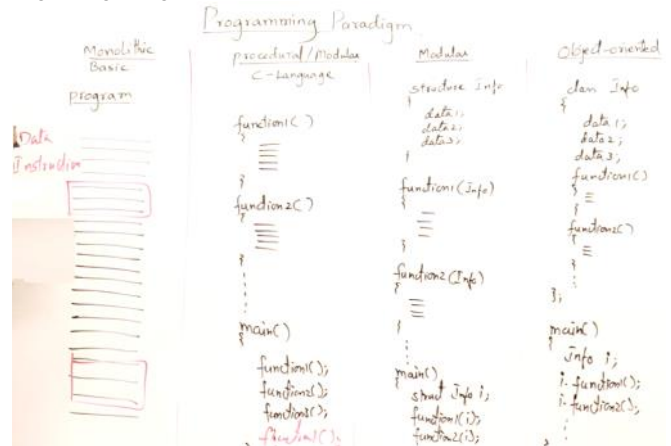 Programming Paradigm
Monolithic
Basic
program
Data
Instruction
procedural/Modular
C-Language
function1( )
{
}
function2( )
{
}
main( )
{
function1( );
function2( );
function3( );
function1( );
Modular
structure Info
{
data1;
data2;
data3;
}
function1(Info)
{
}
function2(Info)
{
}
main( )
{
struct Info i;
function1(i);
function2(i);
Object-oriented
class Info
{
data1;
data2;
data3;
function1( )
{
}
function2( )
{
}
};
main( )
{
Info i;
i.function1( );
i.function2( );
}